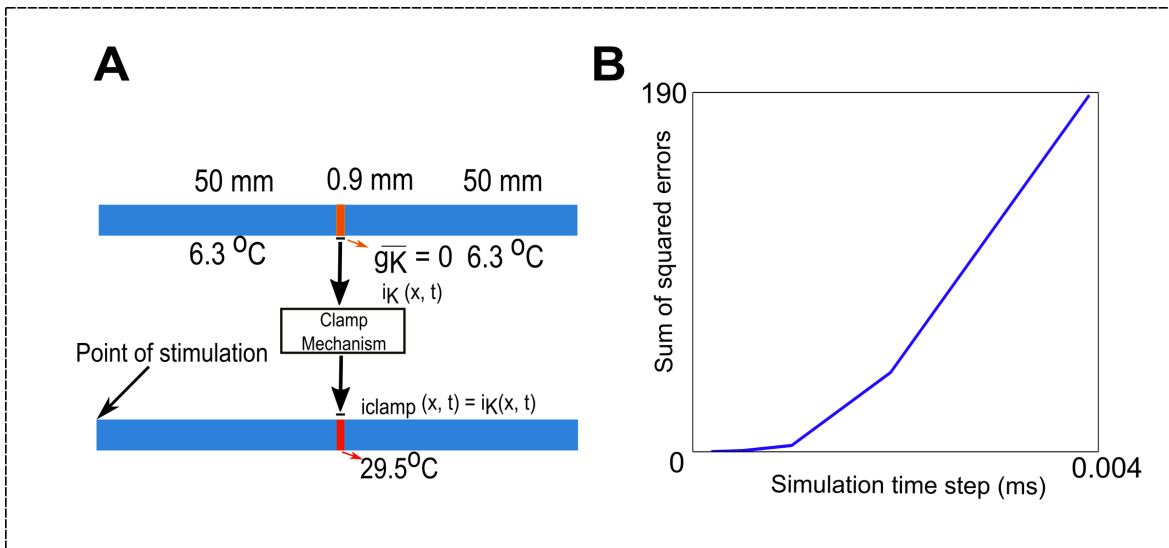 A
50 mm 0.9 mm 50 mm
6.3 °C g̅K̅ = 0 6.3 °C
iK (x, t)
Clamp
Mechanism
Point of stimulation
iclamp (x, t) = iK(x, t)
29.5°C
B
190
Sum of squared errors
0
0.004
Simulation time step (ms)